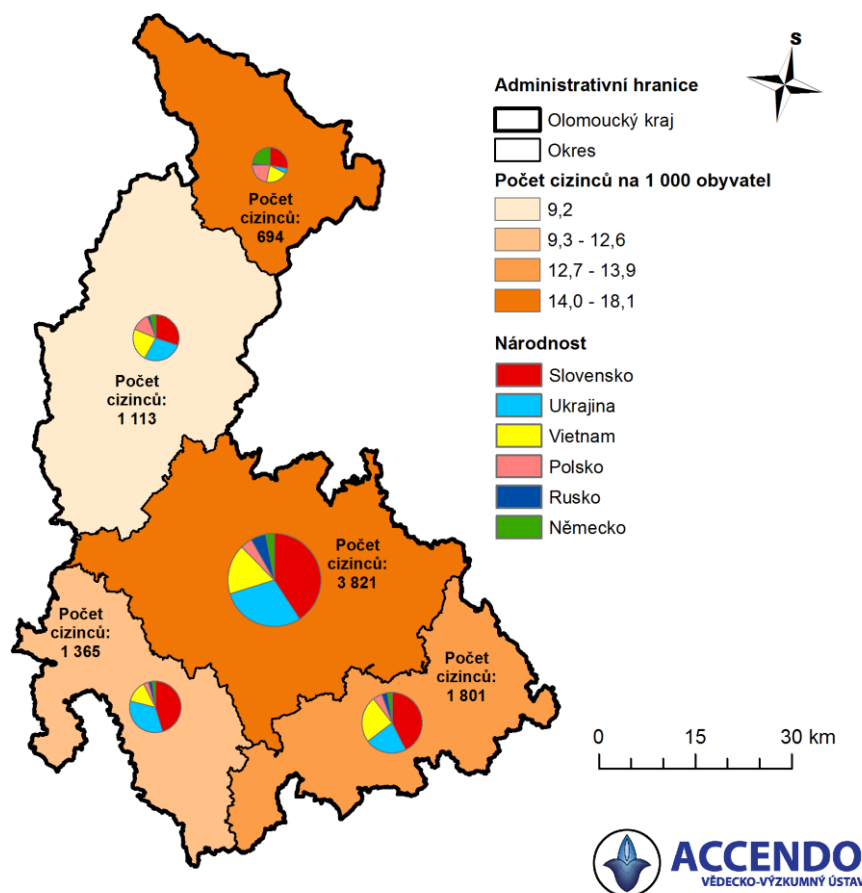 S
Administrativní hranice
Olomoucký kraj
Okres
Počet cizinců na 1 000 obyvatel
9,2
9,3 - 12,6
12,7 - 13,9
14,0 - 18,1
Národnost
Slovensko
Ukrajina
Vietnam
Polsko
Rusko
Německo
Počet
cizinců:
694
Počet
cizinců:
1 113
Počet
cizinců:
3 821
Počet
cizinců:
1 365
Počet
cizinců:
1 801
0 15 30 km
ACCENDO
VĚDECKO-VÝZKUMNÝ ÚSTAV